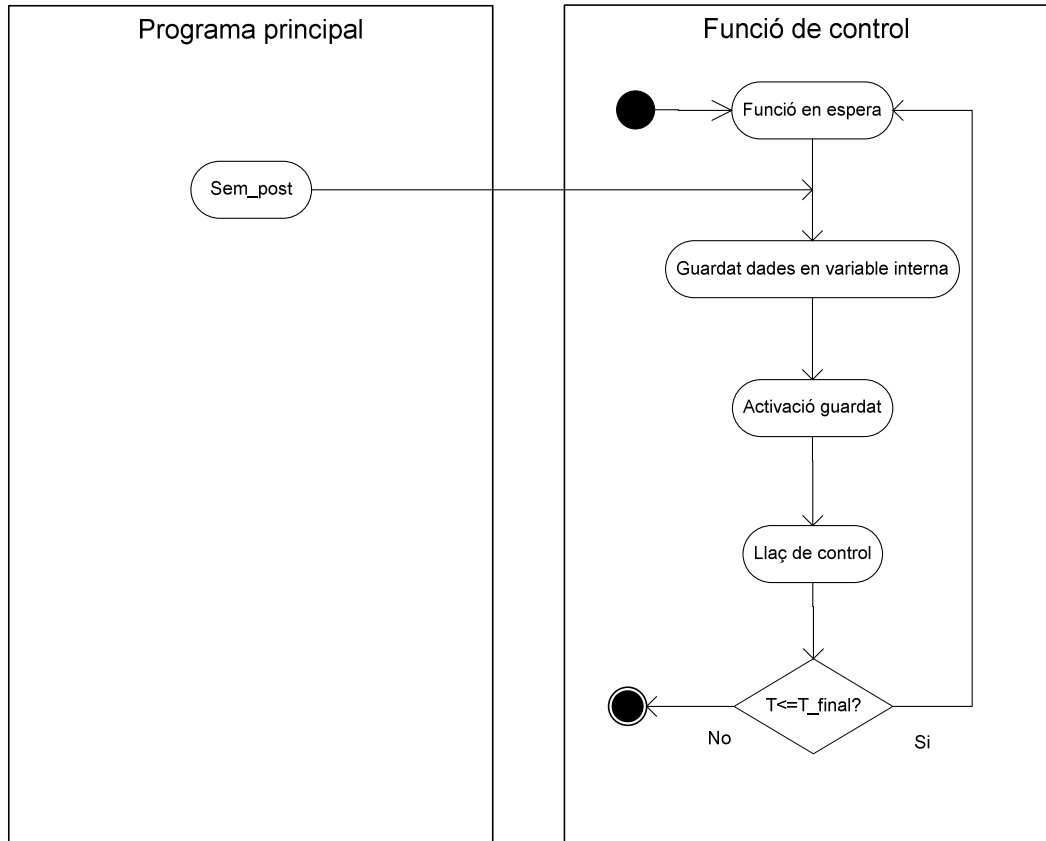 Programa principal
Funció de control
Funció en espera
Sem_post
Guardat dades en variable interna
Activació guardat
Llaç de control
T<=T_final?
No
Si